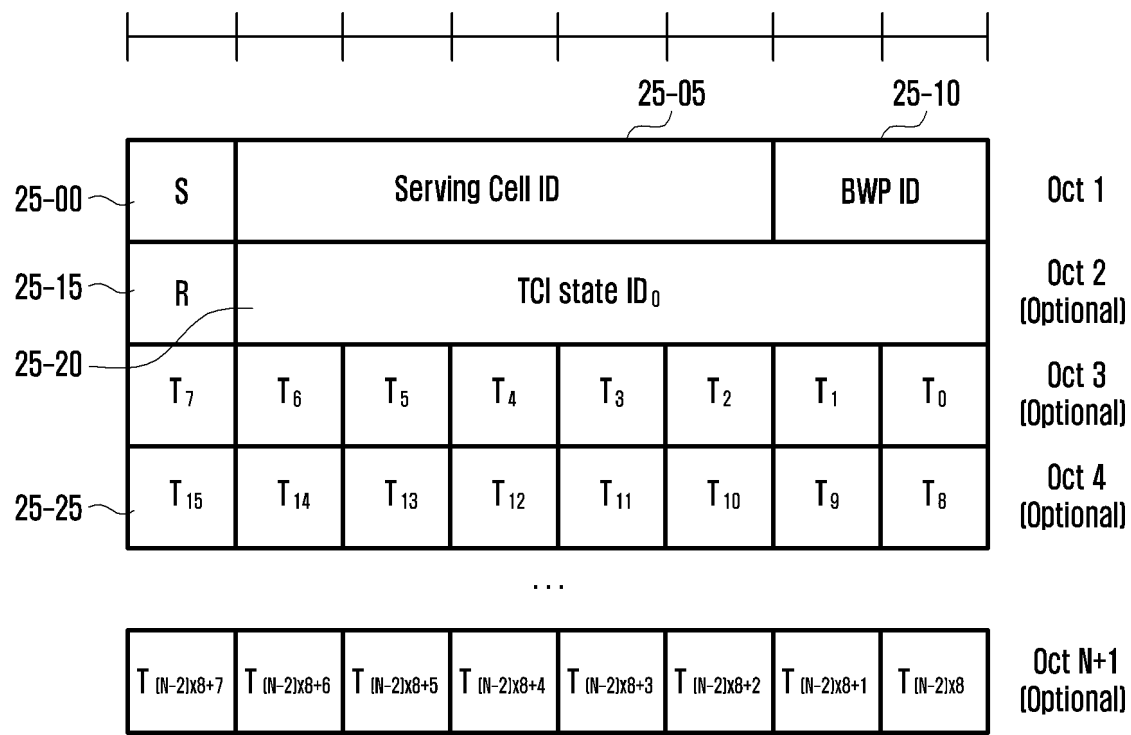 25-05 25-10
25-00 S Serving Cell ID BWP ID Oct 1
25-15 R TCI state ID0 Oct 2 (Optional)
25-20
T7 T6 T5 T4 T3 T2 T1 T0 Oct 3 (Optional)
25-25 T15 T14 T13 T12 T11 T10 T9 T8 Oct 4 (Optional)
...
T(N-2)x8+7 T(N-2)x8+6 T(N-2)x8+5 T(N-2)x8+4 T(N-2)x8+3 T(N-2)x8+2 T(N-2)x8+1 T(N-2)x8 Oct N+1 (Optional)